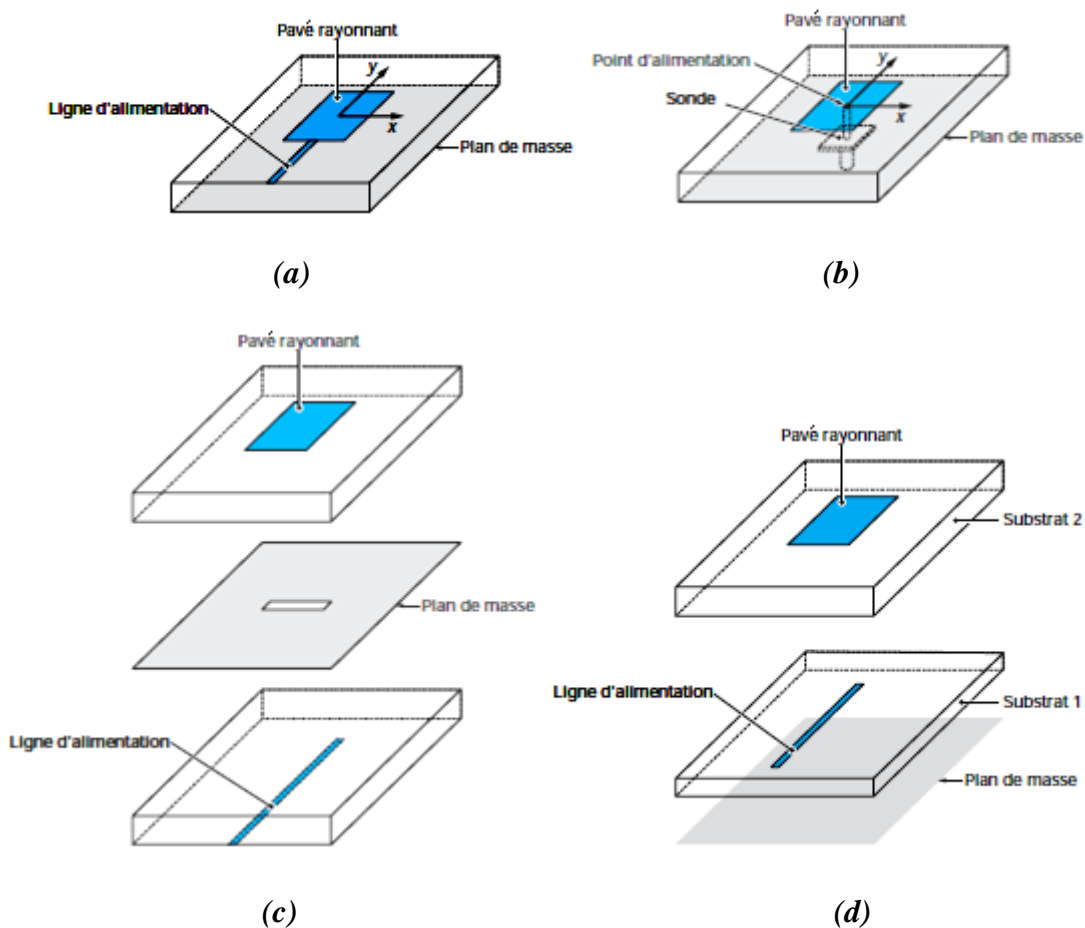 Pavé rayonnant
y
Ligne d'alimentation
x
Plan de masse
(a)
Pavé rayonnant
Point d'alimentation
y
Sonde
x
Plan de masse
(b)
Pavé rayonnant
Plan de masse
Ligne d'alimentation
(c)
Pavé rayonnant
Substrat 2
Ligne d'alimentation
Substrat 1
Plan de masse
(d)